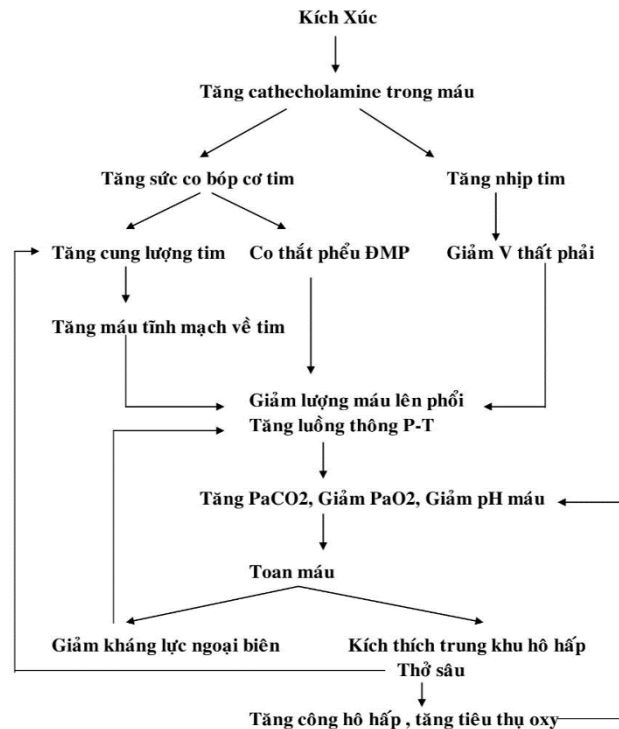 Kích Xúc
Tăng cathecholamine trong máu
Tăng sức co bóp cơ tim
Tăng nhịp tim
Tăng cung lượng tim
Co thắt phểu ĐMP
Giảm V thất phải
Tăng máu tĩnh mạch về tim
Giảm lượng máu lên phổi
Tăng luồng thông P-T
Tăng PaCO2, Giảm PaO2, Giảm pH máu
Toan máu
Giảm kháng lực ngoại biên
Kích thích trung khu hô hấp
Thở sâu
Tăng công hô hấp , tăng tiêu thụ oxy